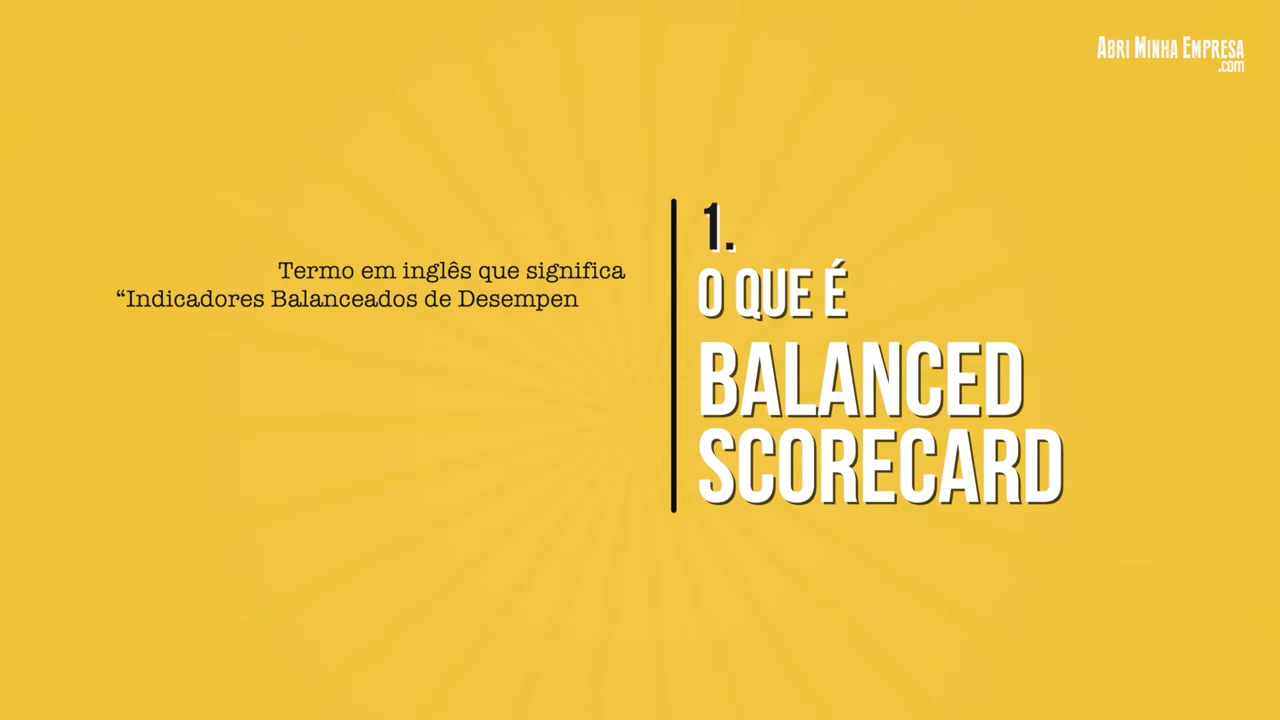 ABRI MINHA EMPRESA
.COM
Termo em inglês que significa
“Indicadores Balanceados de Desempen
1.
O QUE É
BALANCED
SCORECARD